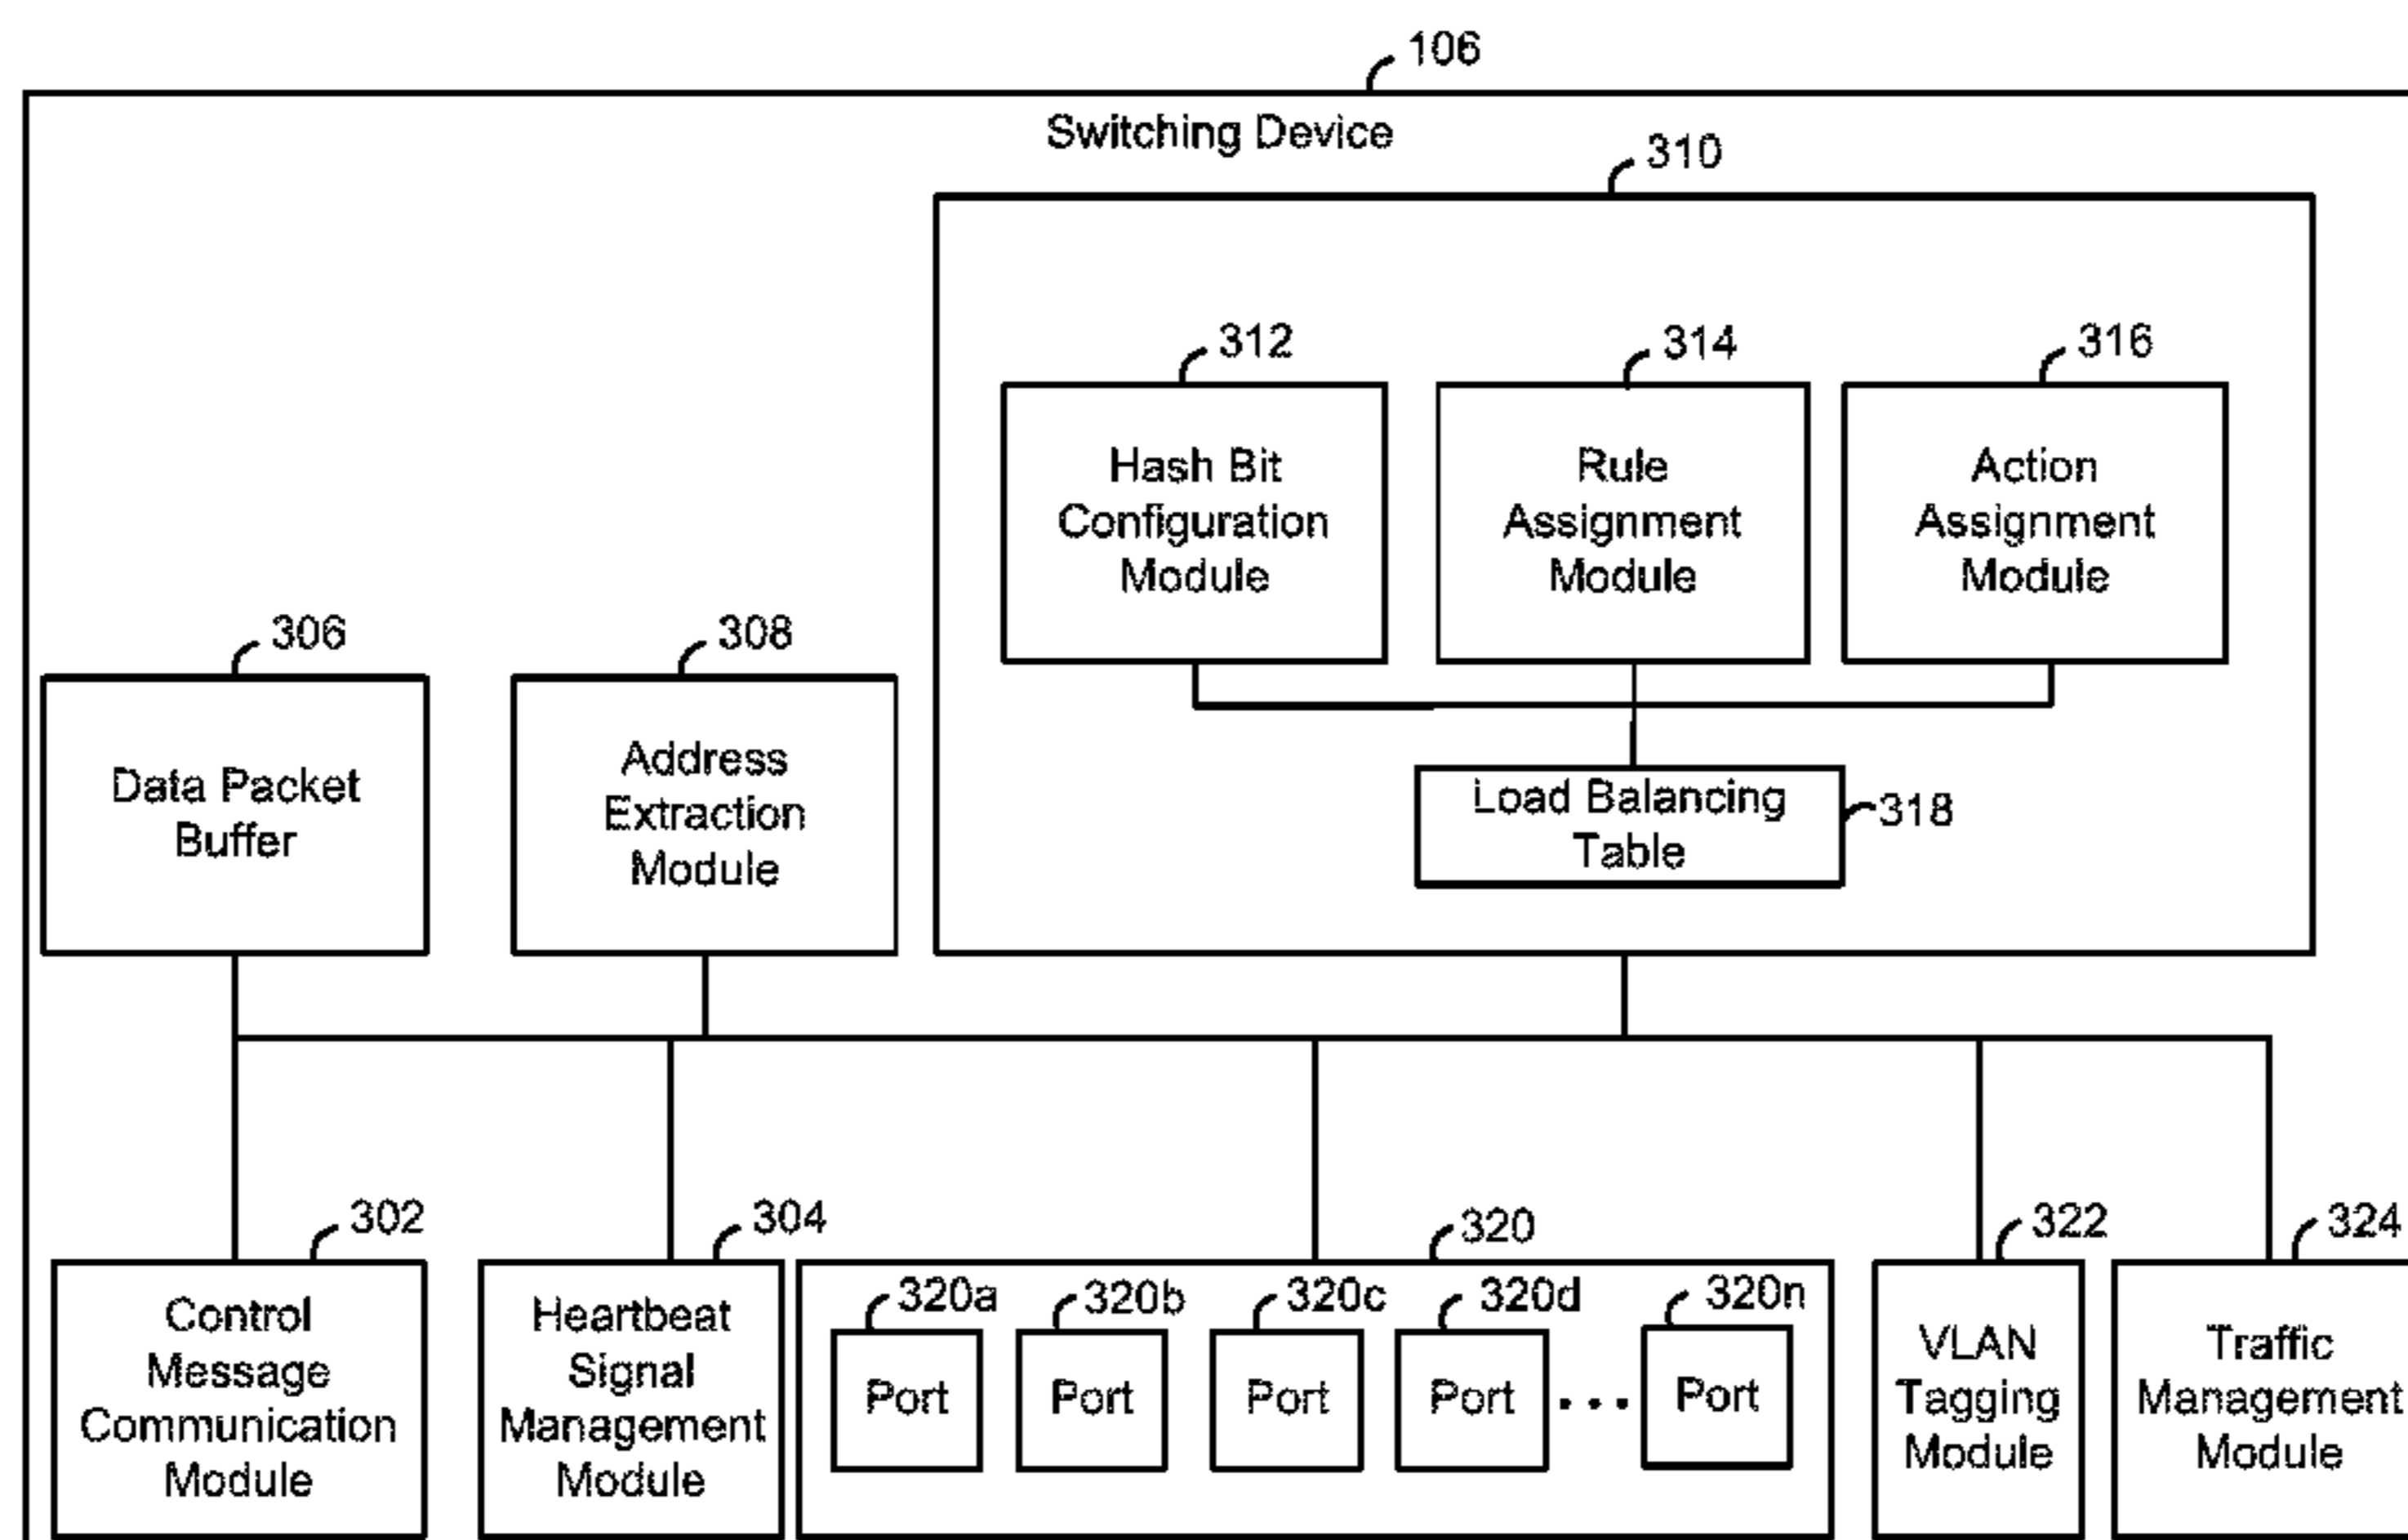 106
Switching Device
310
312
314
316
Hash Bit
Configuration
Module
Rule
Assignment
Module
Action
Assignment
Module
306
308
Data Packet
Buffer
Address
Extraction
Module
Load Balancing
Table
318
302
304
320
322
324
Control
Message
Communication
Module
Heartbeat
Signal
Management
Module
320a
320b
320c
320d
320n
Port
Port
Port
Port
...
Port
VLAN
Tagging
Module
Traffic
Management
Module